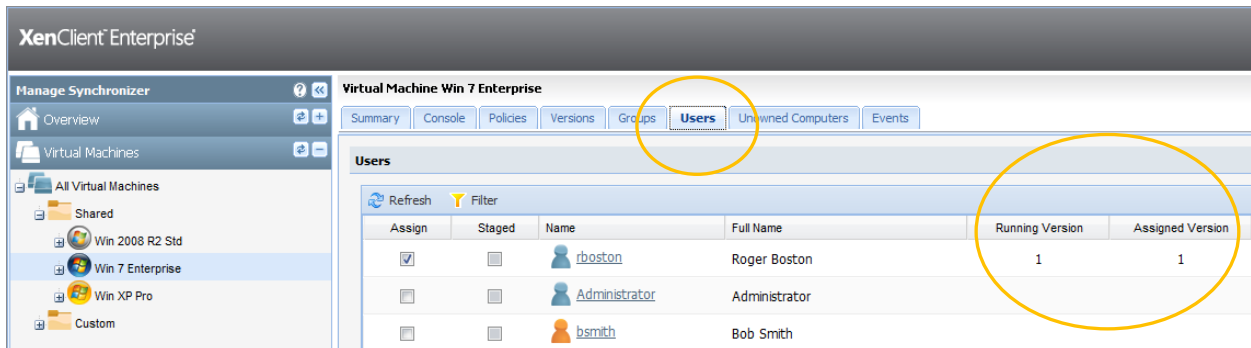 XenClient Enterprise
Manage Synchronizer
Overview
Virtual Machines
All Virtual Machines
Shared
Win 2008 R2 Std
Win 7 Enterprise
Win XP Pro
Custom
Virtual Machine Win 7 Enterprise
Summary Console Policies Versions Groups Users Unowned Computers Events
Users
Refresh Filter
Assign Staged Name Full Name Running Version Assigned Version
rboston Roger Boston 1 1
Administrator Administrator
bsmith Bob Smith